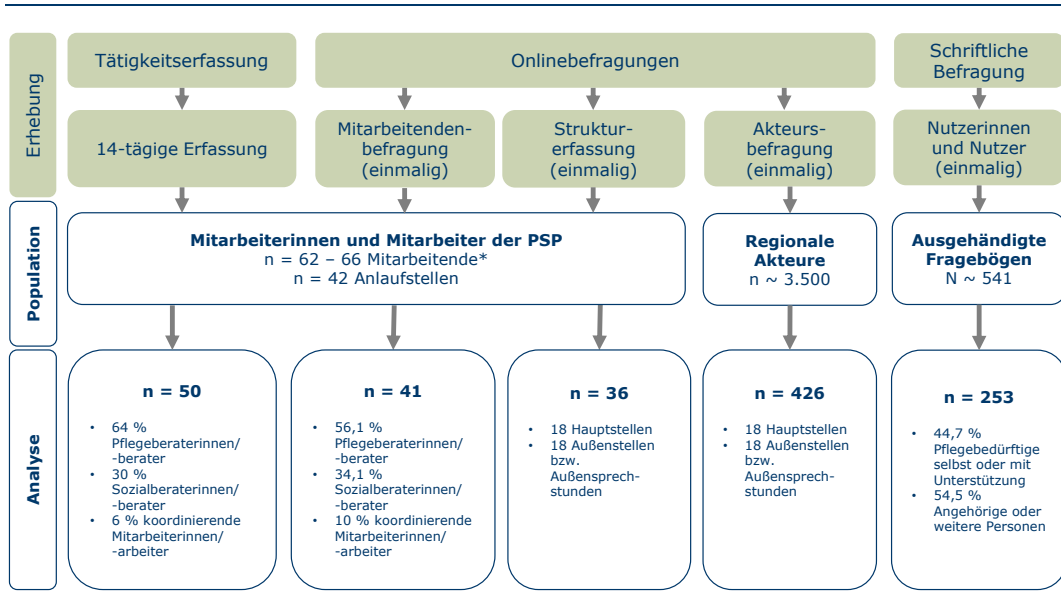 Erhebung
Tätigkeitserfassung
Onlinebefragungen
Schriftliche
Befragung
14-tägige Erfassung
Mitarbeitenden-
befragung
(einmalig)
Struktur-
erfassung
(einmalig)
Akteurs-
befragung
(einmalig)
Nutzerinnen
und Nutzer
(einmalig)
Population
Mitarbeiterinnen und Mitarbeiter der PSP
n = 62 – 66 Mitarbeitende*
n = 42 Anlaufstellen
Regionale
Akteure
n ~ 3.500
Ausgehändigte
Fragebögen
N ~ 541
Analyse
n = 50
• 64 %
Pflegeberaterinnen/
-berater
• 30 %
Sozialberaterinnen/
-berater
• 6 % koordinierende
Mitarbeiterinnen/
-arbeiter
n = 41
• 56,1 %
Pflegeberaterinnen/
-berater
• 34,1 %
Sozialberaterinnen/
-berater
• 10 % koordinierende
Mitarbeiterinnen/
-arbeiter
n = 36
• 18 Hauptstellen
• 18 Außenstellen
bzw.
Außensprech-
stunden
n = 426
• 18 Hauptstellen
• 18 Außenstellen
bzw.
Außensprech-
stunden
n = 253
• 44,7 %
Pflegebedürftige
selbst oder mit
Unterstützung
• 54,5 %
Angehörige oder
weitere Personen